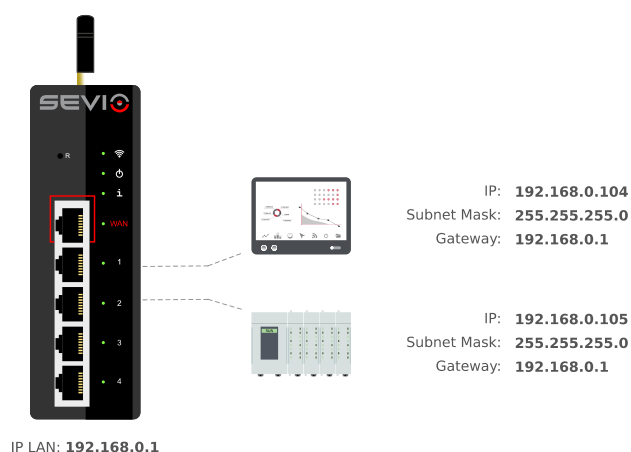 SEVIO
R
WAN
1
2
3
4
IP LAN: 192.168.0.1
IP: 192.168.0.104
Subnet Mask: 255.255.255.0
Gateway: 192.168.0.1
IP: 192.168.0.105
Subnet Mask: 255.255.255.0
Gateway: 192.168.0.1